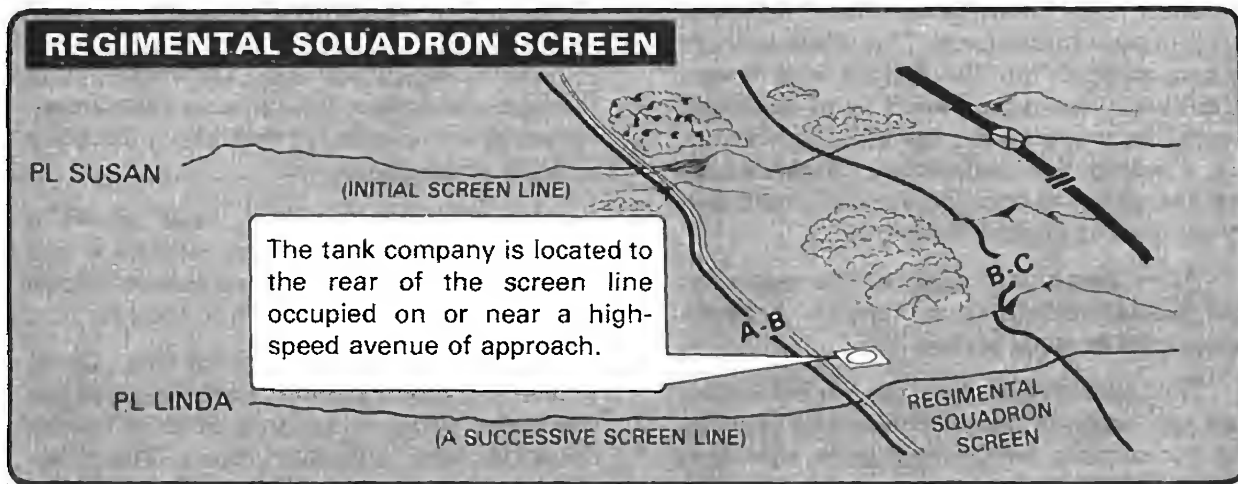 REGIMENTAL SQUADRON SCREEN
PL SUSAN
(INITIAL SCREEN LINE)
The tank company is located to
the rear of the screen line
occupied on or near a high-
speed avenue of approach.
B-C
A-B
PL LINDA
(A SUCCESSIVE SCREEN LINE)
REGIMENTAL
SQUADRON
SCREEN